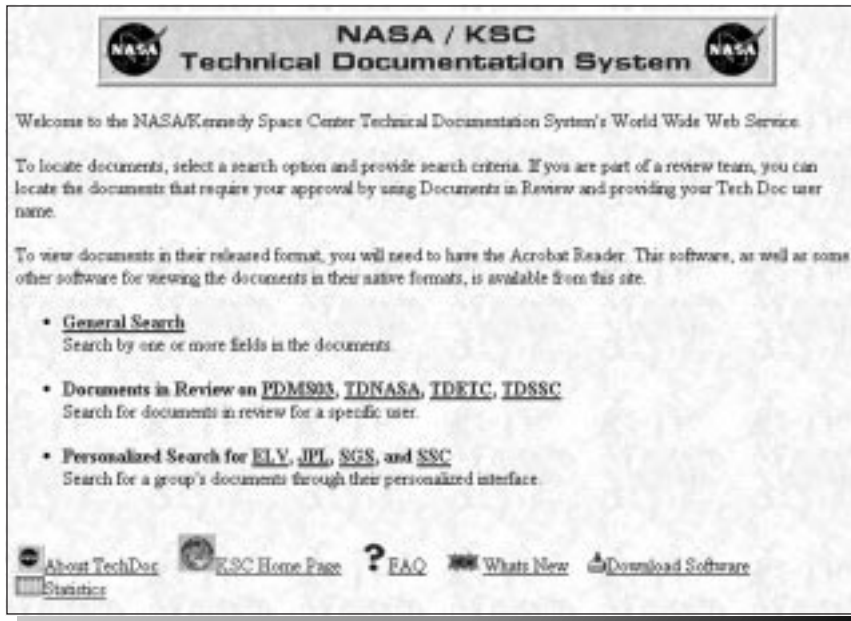 NASA / KSC
Technical Documentation System
Welcome to the NASA/Kennedy Space Center Technical Documentation System's World Wide Web Service.
To locate documents, select a search option and provide search criteria. If you are part of a review team, you can
locate the documents that require your approval by using Documents in Review and providing your Tech Doc user
name.
To view documents in their released format, you will need to have the Acrobat Reader. This software, as well as some
other software for viewing the documents in their native formats, is available from this site.
• General Search
Search by one or more fields in the documents.
• Documents in Review on PDMS03, TDNASA, TDETC, TDSSC
Search for documents in review for a specific user.
• Personalized Search for ELV, JPL, SGS, and SSC
Search for a group's documents through their personalized interface.
About TechDoc KSC Home Page ? FAQ Whats New Download Software
Statistics